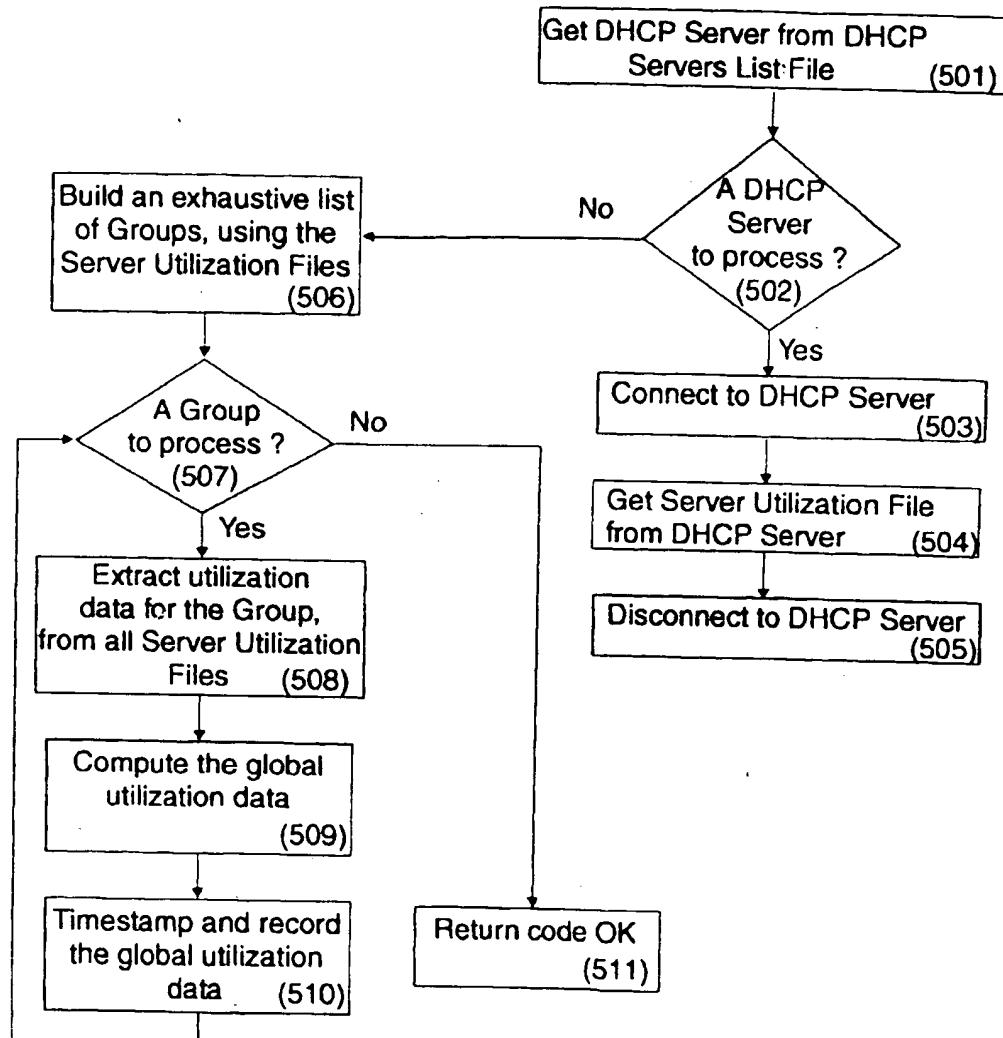 Get DHCP Server from DHCP
Servers List File (501)
A DHCP
Server
to process ?
(502)
No
Yes
Build an exhaustive list
of Groups, using the
Server Utilization Files
(506)
Connect to DHCP Server
(503)
A Group
to process ?
(507)
No
Yes
Get Server Utilization File
from DHCP Server (504)
Extract utilization
data for the Group,
from all Server Utilization
Files (508)
Disconnect to DHCP Server
(505)
Compute the global
utilization data
(509)
Timestamp and record
the global utilization
data (510)
Return code OK
(511)